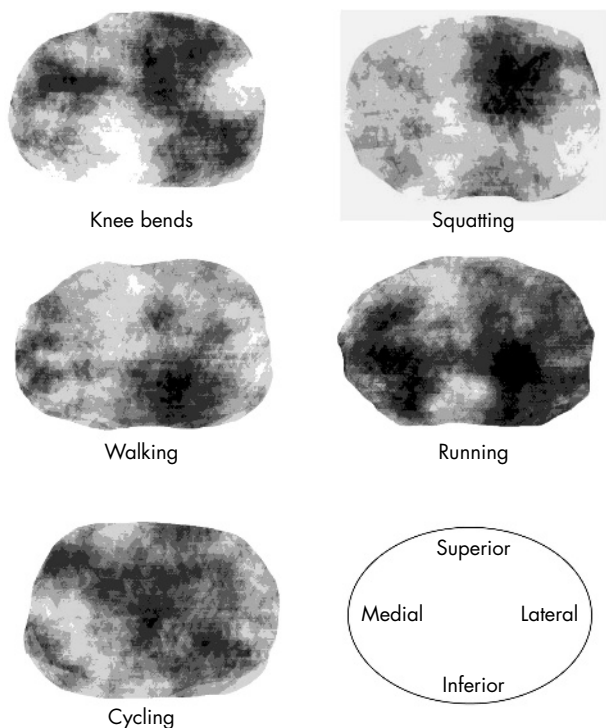 Knee bends
Squatting
Walking
Running
Superior
Medial
Lateral
Inferior
Cycling